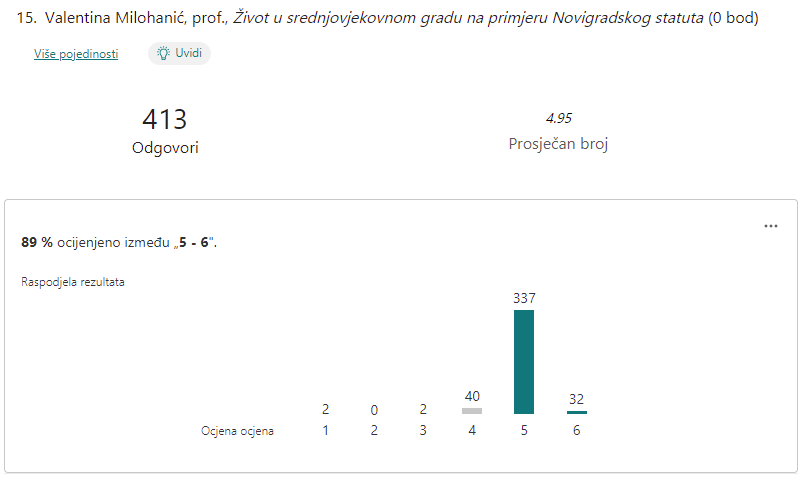 15. Valentina Milohanić, prof., Život u srednjovjekovnom gradu na primjeru Novigradskog statuta (0 bod)
Više pojedinosti
Uvidi
413
Odgovori
4.95
Prosječan broj
89 % ocijenjeno između „5 - 6".
Raspodjela rezultata
337
2 0 2 40 32
Ocjena ocjena 1 2 3 4 5 6